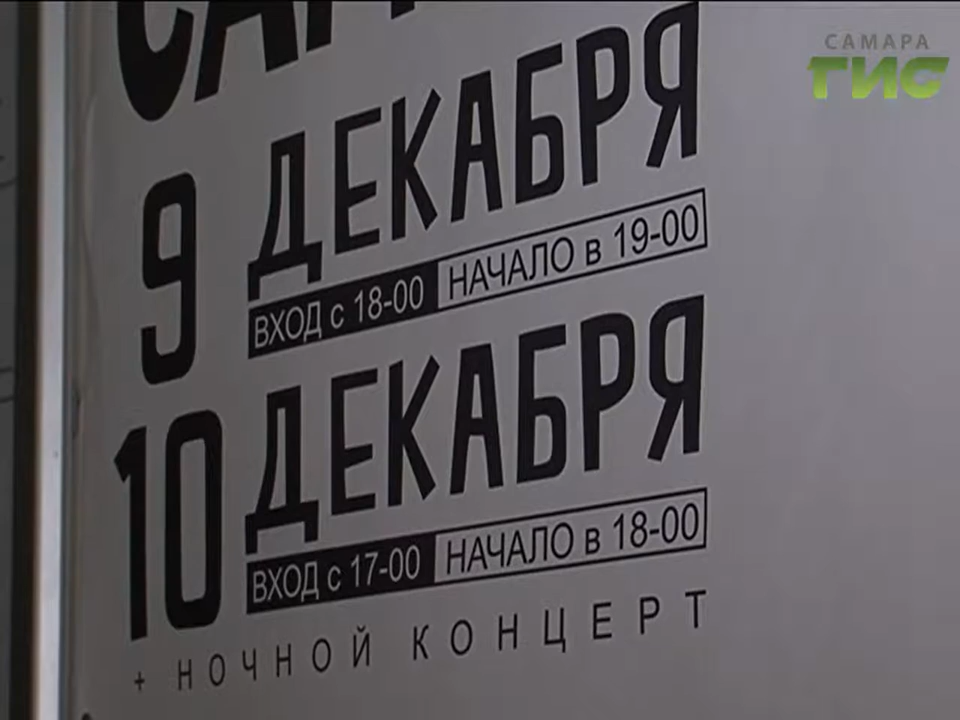 САМАРА
ГИС
9 ДЕКАБРЯ
ВХОД с 18-00 НАЧАЛО в 19-00
10 ДЕКАБРЯ
ВХОД с 17-00 НАЧАЛО в 18-00
+ НОЧНОЙ КОНЦЕРТ